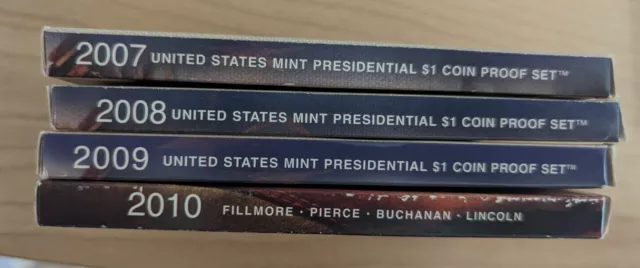 2007 UNITED STATES MINT PRESIDENTIAL $1 COIN PROOF SET™
2008 UNITED STATES MINT PRESIDENTIAL $1 COIN PROOF SET™
2009 UNITED STATES MINT PRESIDENTIAL $1 COIN PROOF SET™
2010 FILLMORE · PIERCE · BUCHANAN · LINCOLN